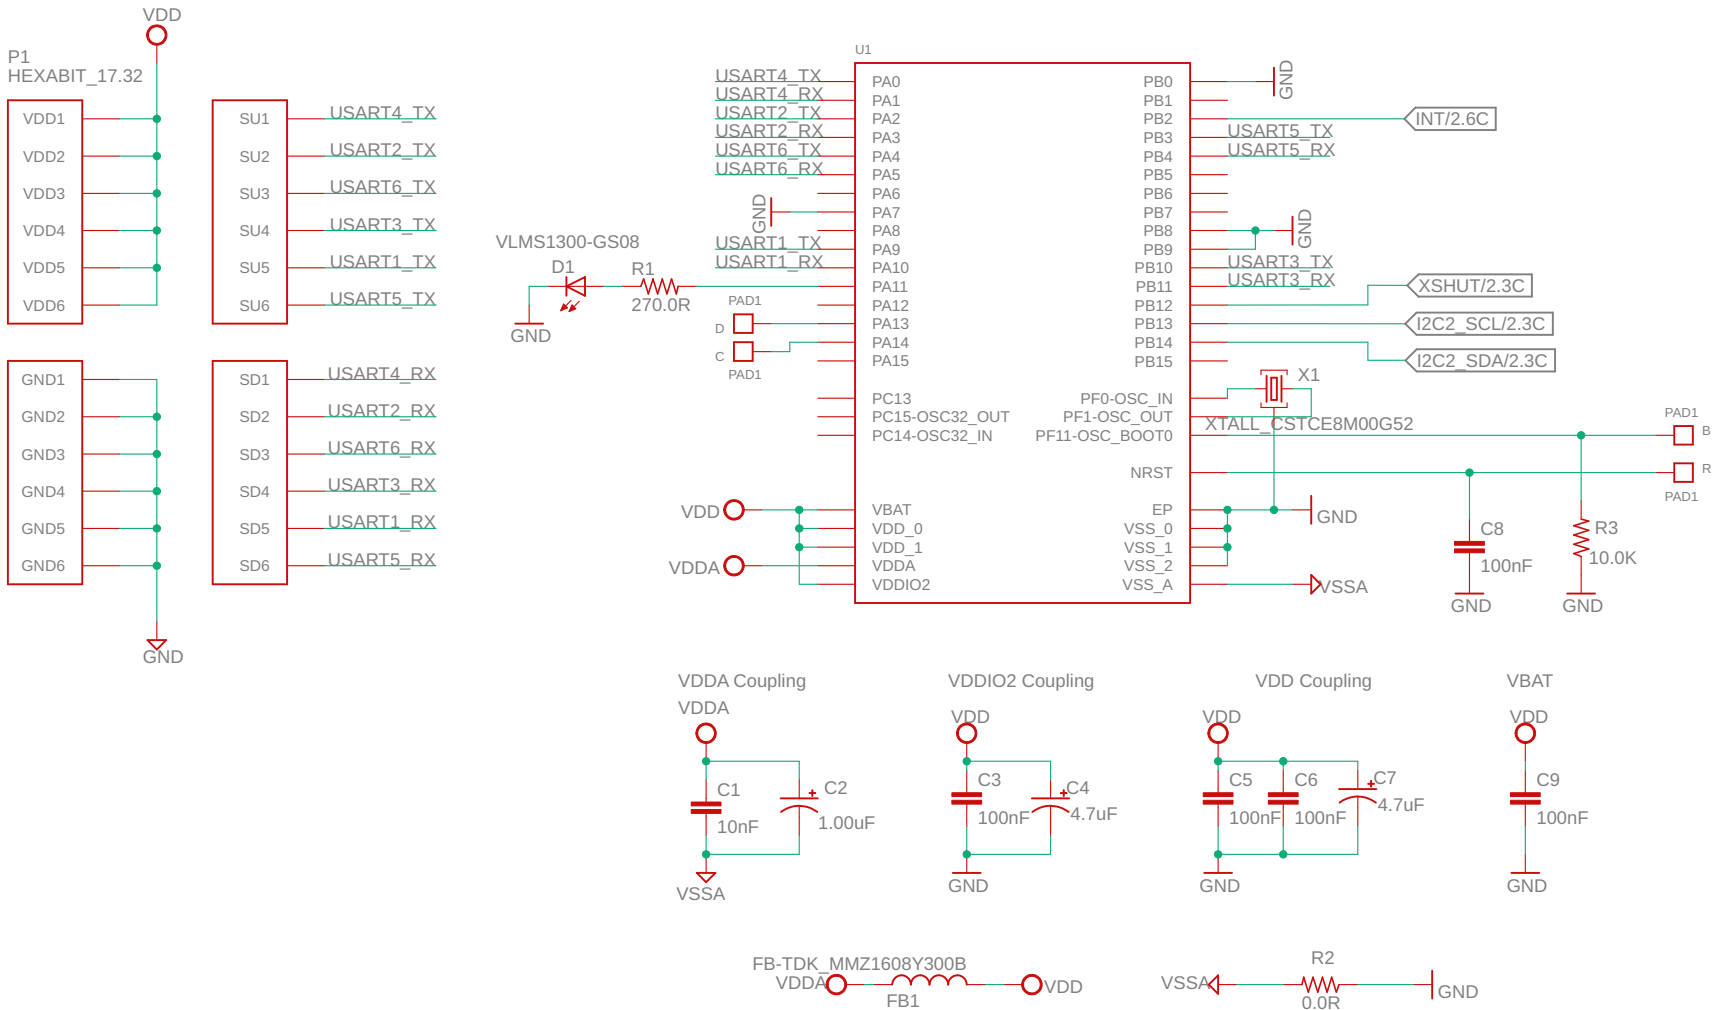 VDD
P1
HEXABIT_17.32
VDD1
VDD2
VDD3
VDD4
VDD5
VDD6
SU1
SU2
SU3
SU4
SU5
SU6
USART4_TX
USART2_TX
USART6_TX
USART3_TX
USART1_TX
USART5_TX
GND1
GND2
GND3
GND4
GND5
GND6
SD1
SD2
SD3
SD4
SD5
SD6
USART4_RX
USART2_RX
USART6_RX
USART3_RX
USART1_RX
USART5_RX
GND
VLMS1300-GS08
D1
R1
270.0R
GND
PAD1
D
C
PAD1
U1
USART4_TX
USART4_RX
USART2_TX
USART2_RX
USART6_TX
USART6_RX
GND
USART1_TX
USART1_RX
PA0
PA1
PA2
PA3
PA4
PA5
PA6
PA7
PA8
PA9
PA10
PA11
PA12
PA13
PA14
PA15
PC13
PC15-OSC32_OUT
PC14-OSC32_IN
VBAT
VDD_0
VDD_1
VDDA
VDDIO2
VDD
VDDA
PB0
PB1
PB2
PB3
PB4
PB5
PB6
PB7
PB8
PB9
PB10
PB11
PB12
PB13
PB14
PB15
PF0-OSC_IN
PF1-OSC_OUT
PF11-OSC_BOOT0
NRST
EP
VSS_0
VSS_1
VSS_2
VSS_A
GND
INT/2.6C
USART5_TX
USART5_RX
GND
USART3_TX
USART3_RX
XSHUT/2.3C
I2C2_SCL/2.3C
I2C2_SDA/2.3C
X1
XTALL_CSTCE8M00G52
PAD1
B
R
PAD1
GND
VSSA
C8
100nF
GND
R3
10.0K
GND
VDDA Coupling
VDDA
C1
10nF
C2
1.00uF
VSSA
VDDIO2 Coupling
VDD
C3
100nF
C4
4.7uF
GND
VDD Coupling
VDD
C5
100nF
C6
100nF
C7
4.7uF
GND
VBAT
VDD
C9
100nF
GND
FB-TDK_MMZ1608Y300B
VDDA
FB1
VDD
VSSA
R2
0.0R
GND